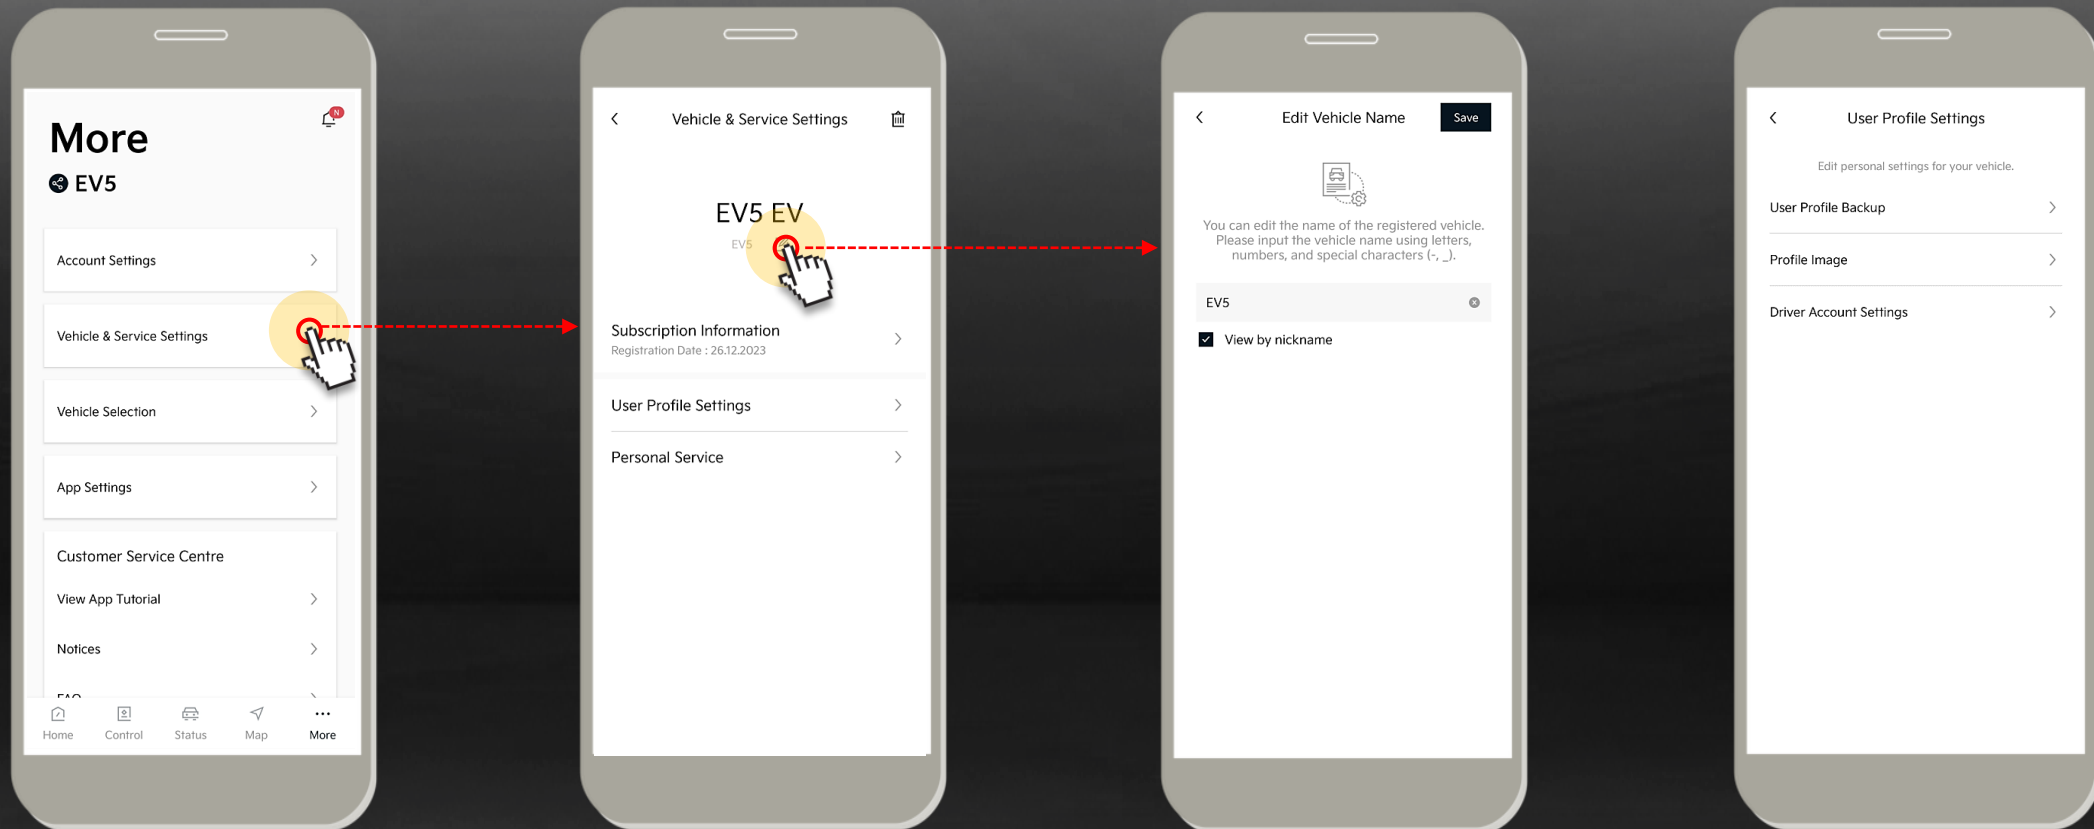 More
N
EV5
Account Settings
Vehicle & Service Settings
Vehicle Selection
App Settings
Customer Service Centre
View App Tutorial
Notices
FAQ
Home
Control
Status
Map
More
Vehicle & Service Settings
EV5 EV
EV5
Subscription Information
Registration Date : 26.12.2023
User Profile Settings
Personal Service
Edit Vehicle Name
Save
You can edit the name of the registered vehicle.
Please input the vehicle name using letters,
numbers, and special characters (-, _).
EV5
View by nickname
User Profile Settings
Edit personal settings for your vehicle.
User Profile Backup
Profile Image
Driver Account Settings